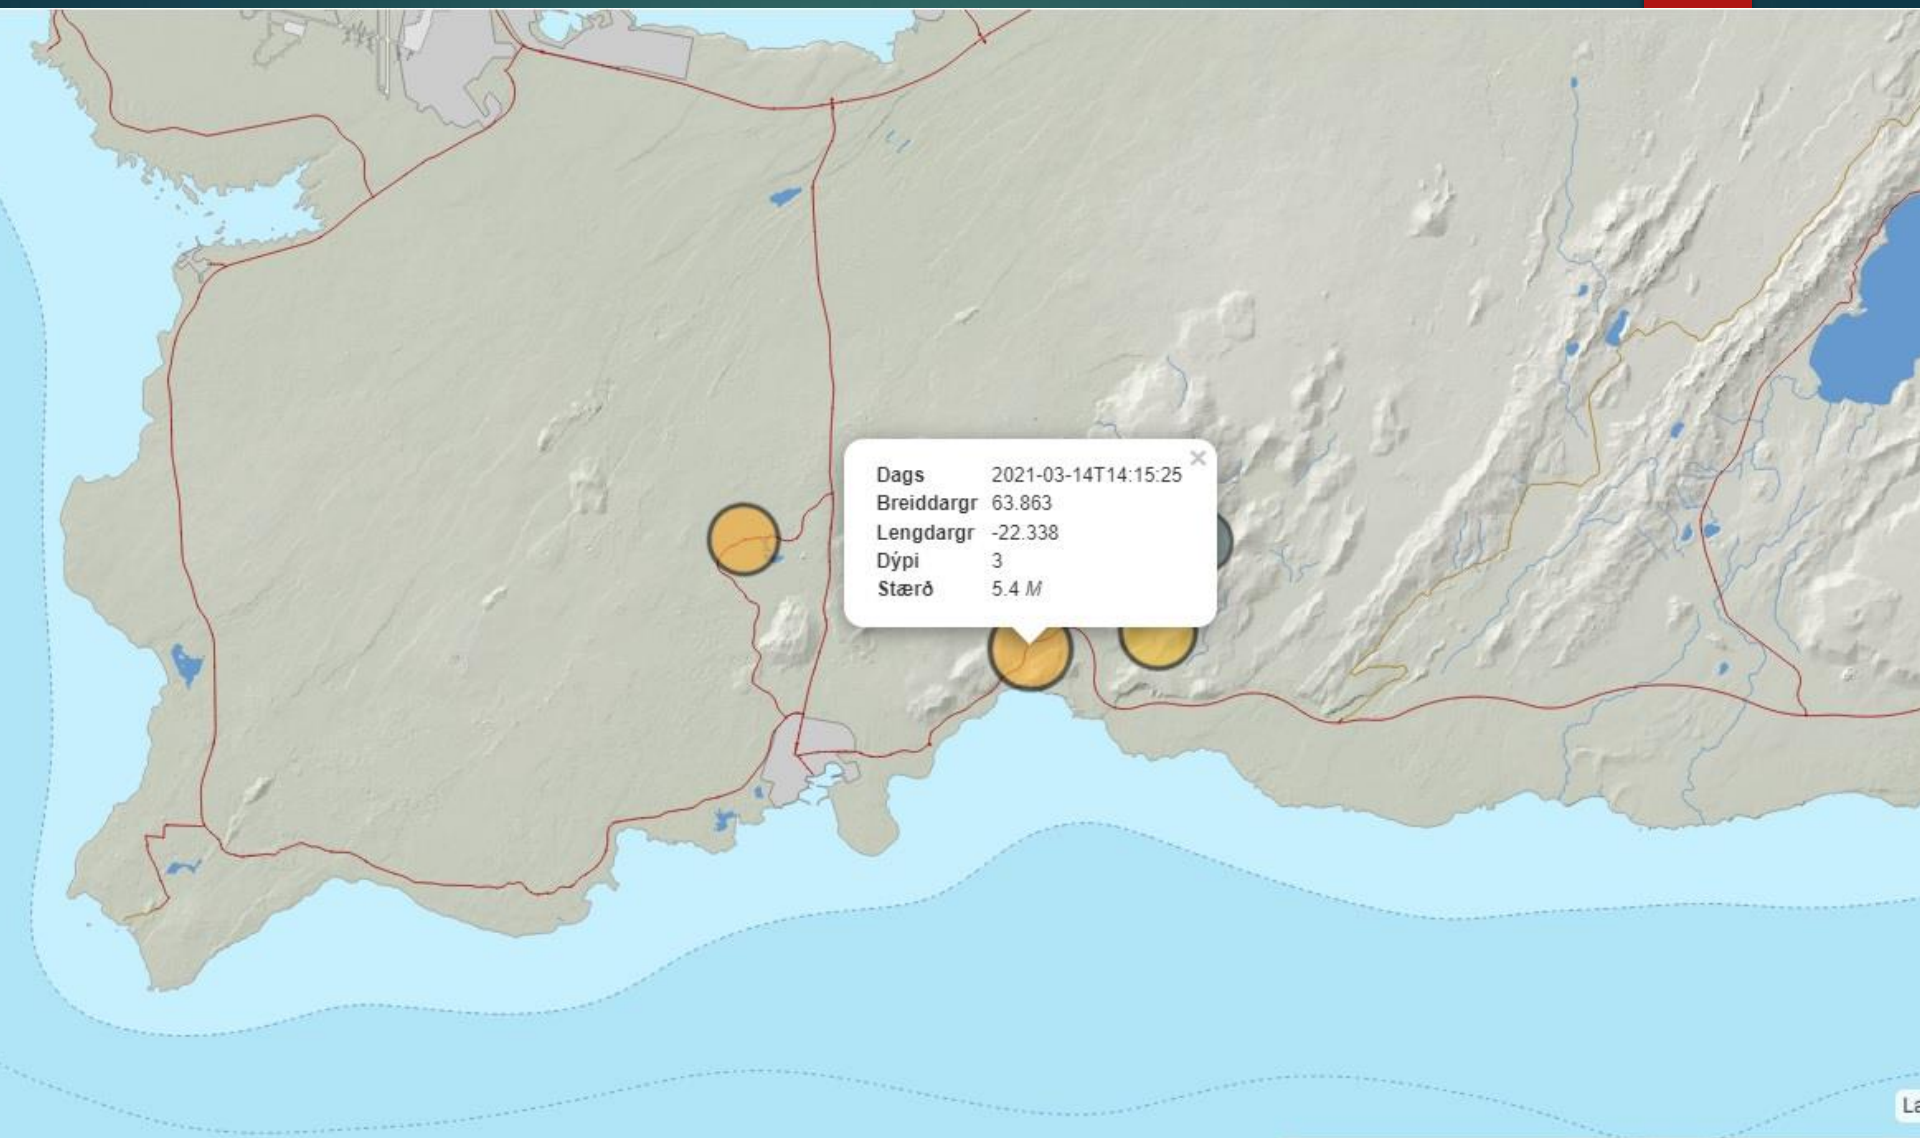 ×
Dags 2021-03-14T14:15:25
Breiddargr 63.863
Lengdargr -22.338
Dýpi 3
Stærð 5.4 M